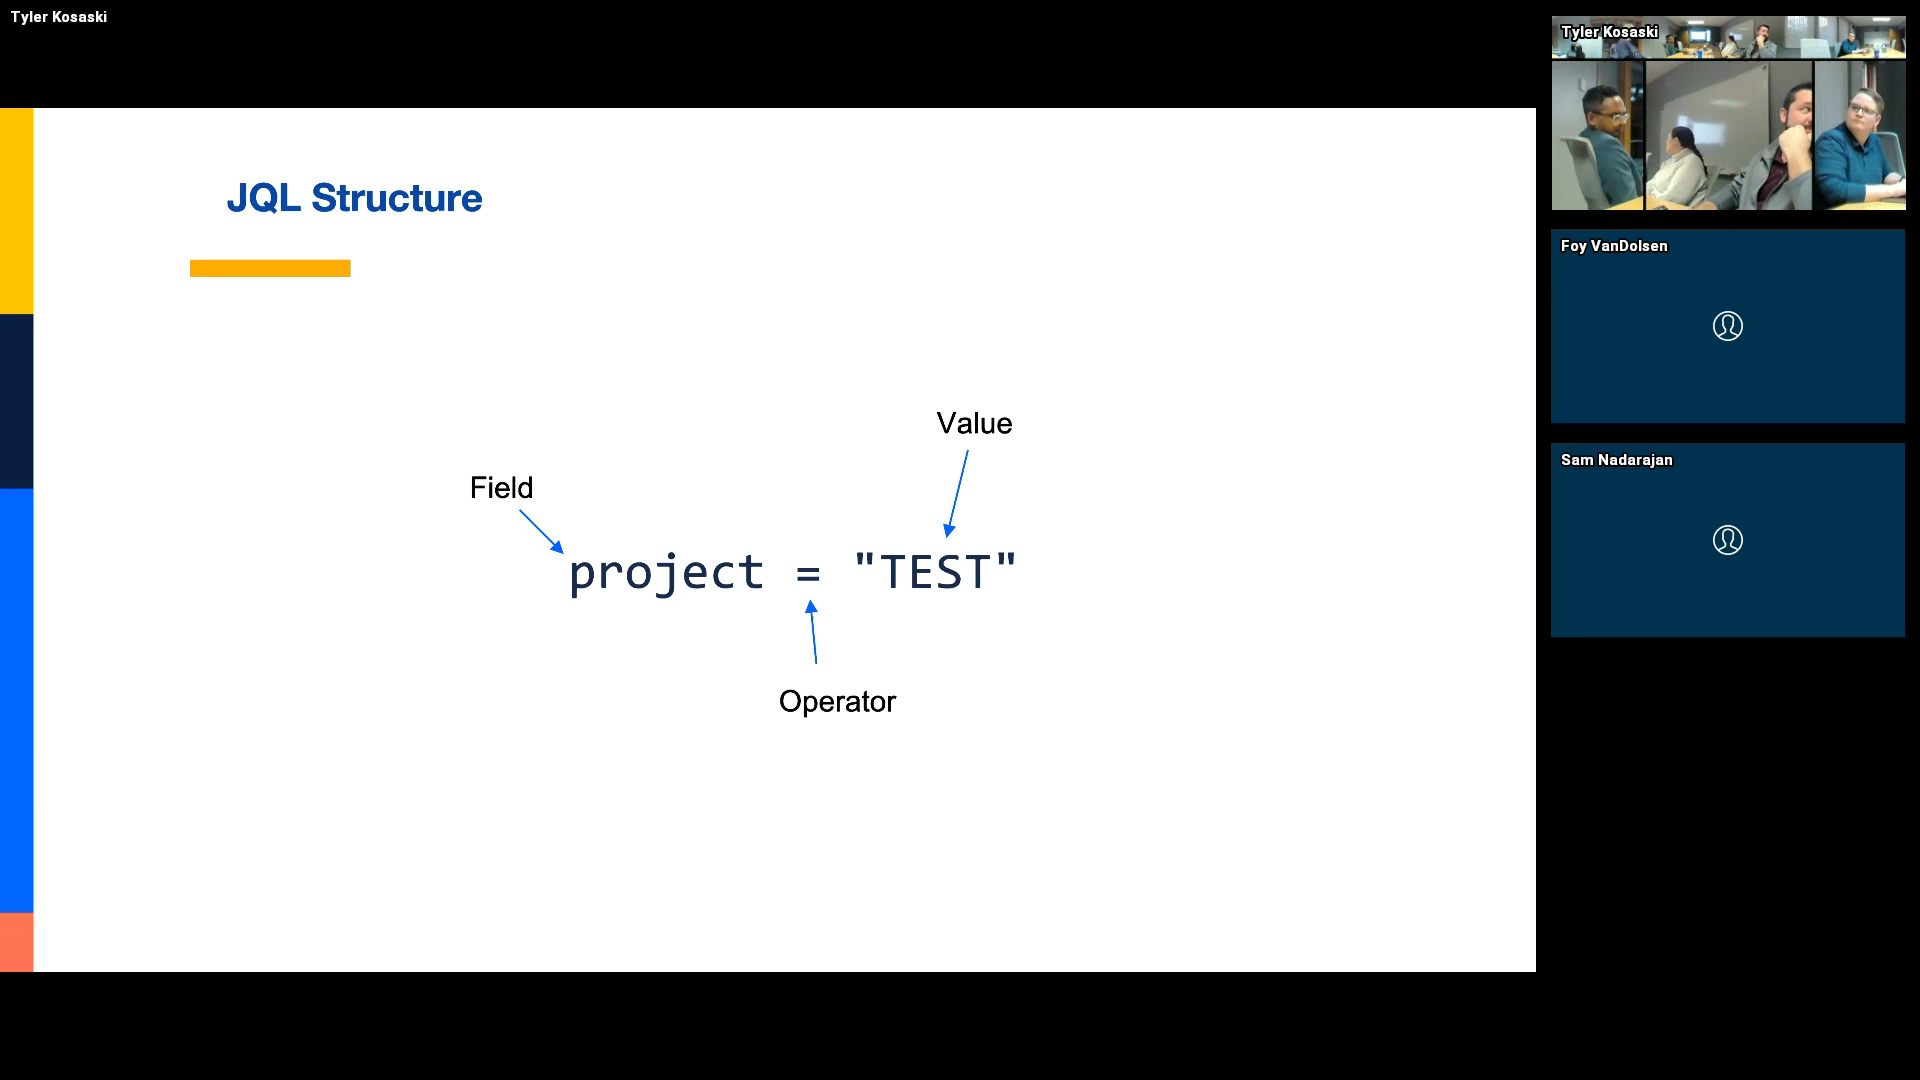 Tyler Kosaski
JQL Structure
Value
Field
project = "TEST"
Operator
Tyler Kosaski
Foy VanDolsen
Sam Nadarajan